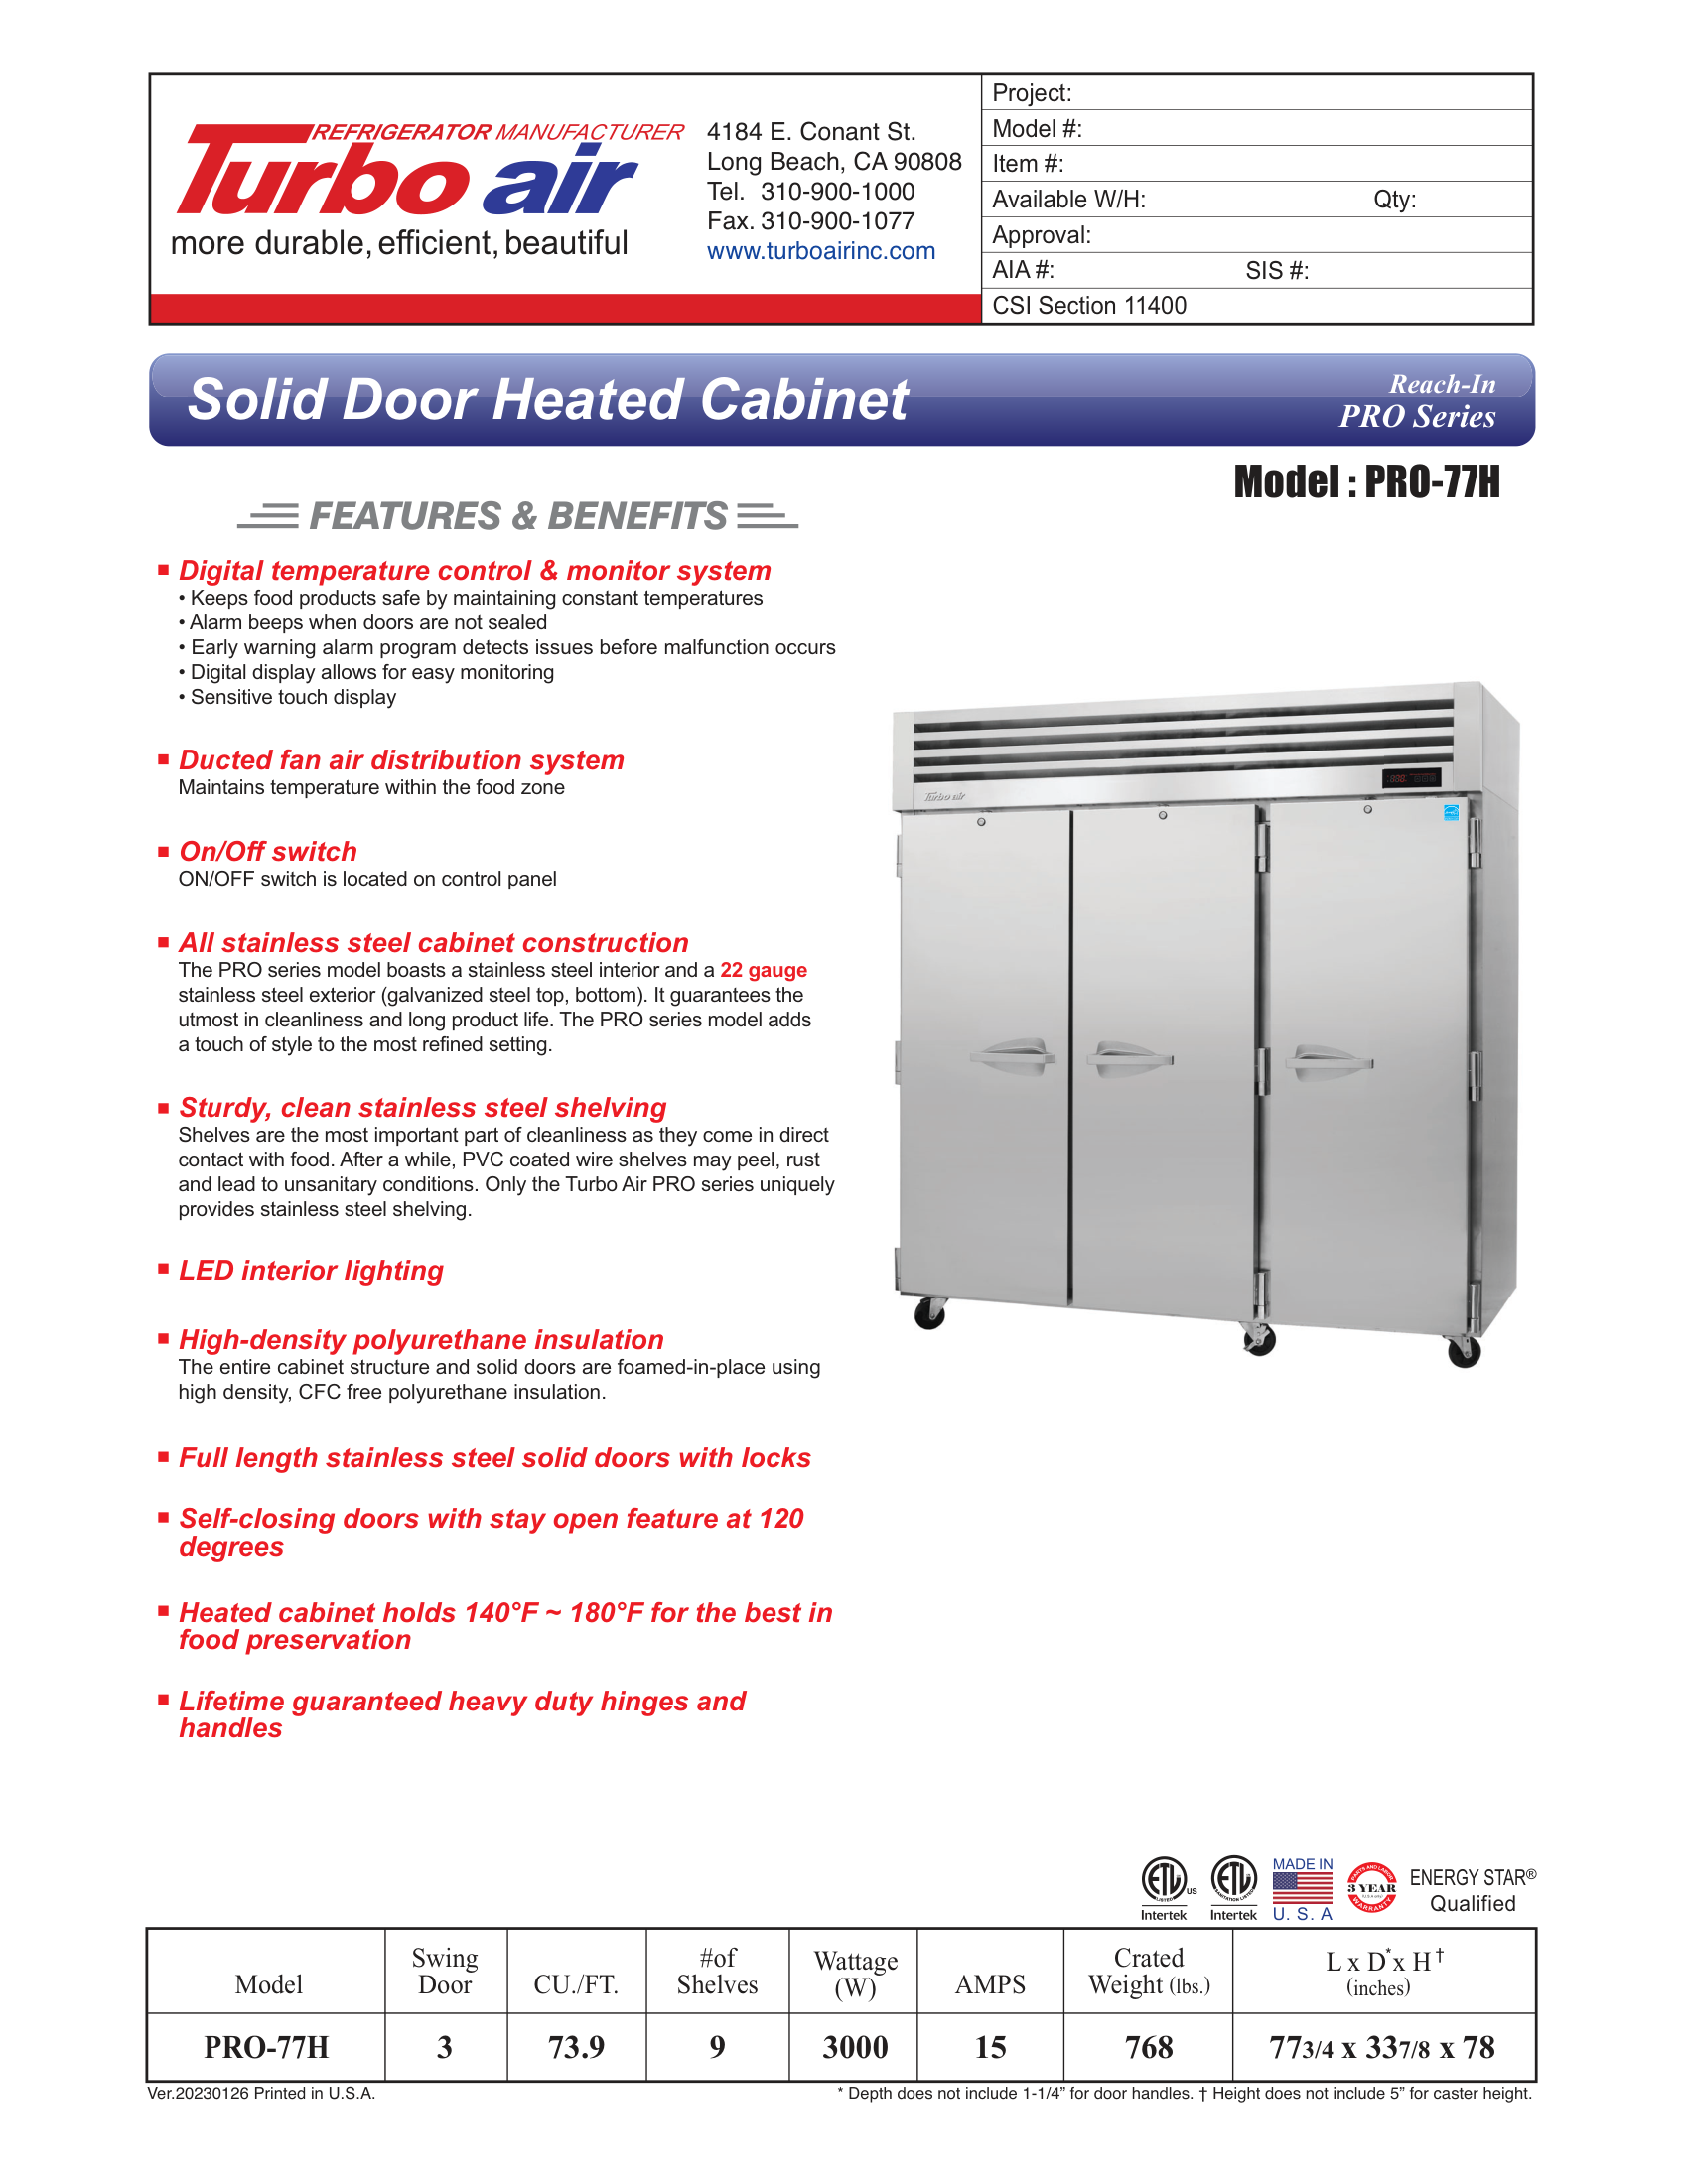 REFRIGERATOR MANUFACTURER
Turbo air
more durable, efficient, beautiful
4184 E. Conant St.
Long Beach, CA 90808
Tel. 310-900-1000
Fax. 310-900-1077
www.turboairinc.com
Project:
Model #:
Item #:
Available W/H: Qty:
Approval:
AIA #: SIS #:
CSI Section 11400
Solid Door Heated Cabinet
Reach-In
PRO Series
Model : PRO-77H
FEATURES & BENEFITS
Digital temperature control & monitor system
• Keeps food products safe by maintaining constant temperatures
• Alarm beeps when doors are not sealed
• Early warning alarm program detects issues before malfunction occurs
• Digital display allows for easy monitoring
• Sensitive touch display
Ducted fan air distribution system
Maintains temperature within the food zone
On/Off switch
ON/OFF switch is located on control panel
All stainless steel cabinet construction
The PRO series model boasts a stainless steel interior and a 22 gauge
stainless steel exterior (galvanized steel top, bottom). It guarantees the
utmost in cleanliness and long product life. The PRO series model adds
a touch of style to the most refined setting.
Sturdy, clean stainless steel shelving
Shelves are the most important part of cleanliness as they come in direct
contact with food. After a while, PVC coated wire shelves may peel, rust
and lead to unsanitary conditions. Only the Turbo Air PRO series uniquely
provides stainless steel shelving.
LED interior lighting
High-density polyurethane insulation
The entire cabinet structure and solid doors are foamed-in-place using
high density, CFC free polyurethane insulation.
Full length stainless steel solid doors with locks
Self-closing doors with stay open feature at 120
degrees
Heated cabinet holds 140°F ~ 180°F for the best in
food preservation
Lifetime guaranteed heavy duty hinges and
handles
Turbo air
ETL LISTED US
Intertek
ETL SANITATION LISTED
Intertek
MADE IN
U. S. A
PARTS AND LABOR
3 YEAR
WARRANTY
ENERGY STAR®
Qualified
Model Swing Door CU./FT. #of Shelves Wattage (W) AMPS Crated Weight (lbs.) L x D* x H† (inches)
PRO-77H 3 73.9 9 3000 15 768 773/4 x 337/8 x 78
Ver.20230126 Printed in U.S.A.
* Depth does not include 1-1/4” for door handles. † Height does not include 5” for caster height.